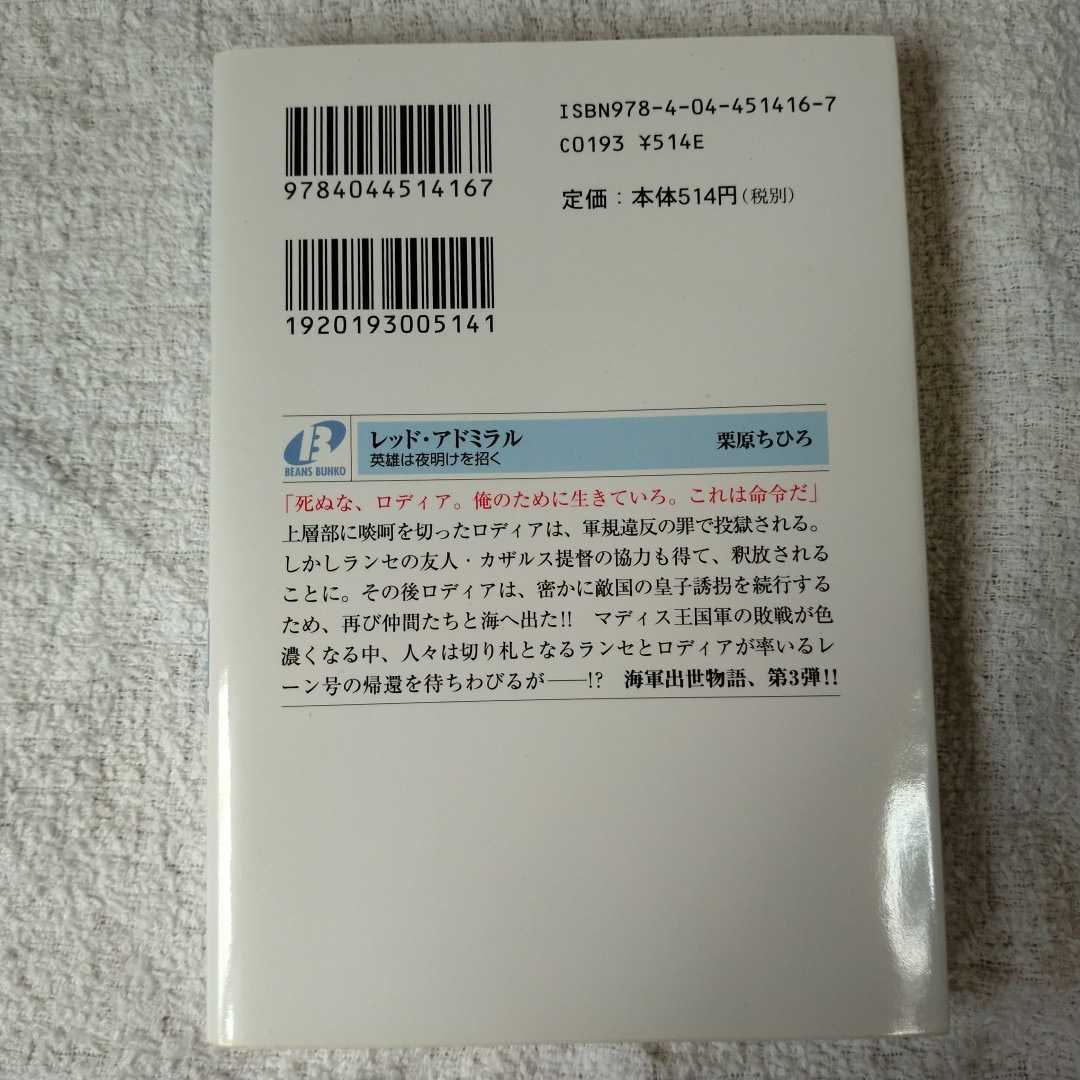 ISBN978-4-04-451416-7
C0193 ¥514E
9784044514167
定価：本体514円（税別）
1920193005141
B
BEANS BUNKO
レッド・アドミラル
英雄は夜明けを招く
栗原ちひろ
「死ぬな、ロディア。俺のために生きていろ。これは命令だ」
上層部に啖呵を切ったロディアは、軍規違反の罪で投獄される。
しかしランセの友人・カザルス提督の協力も得て、釈放される
ことに。その後ロディアは、密かに敵国の皇子誘拐を続行する
ため、再び仲間たちと海へ出た!!　マディス王国軍の敗戦が色
濃くなる中、人々は切り札となるランセとロディアが率いるレ
ーン号の帰還を待ちわびるが――!?　海軍出世物語、第3弾!!